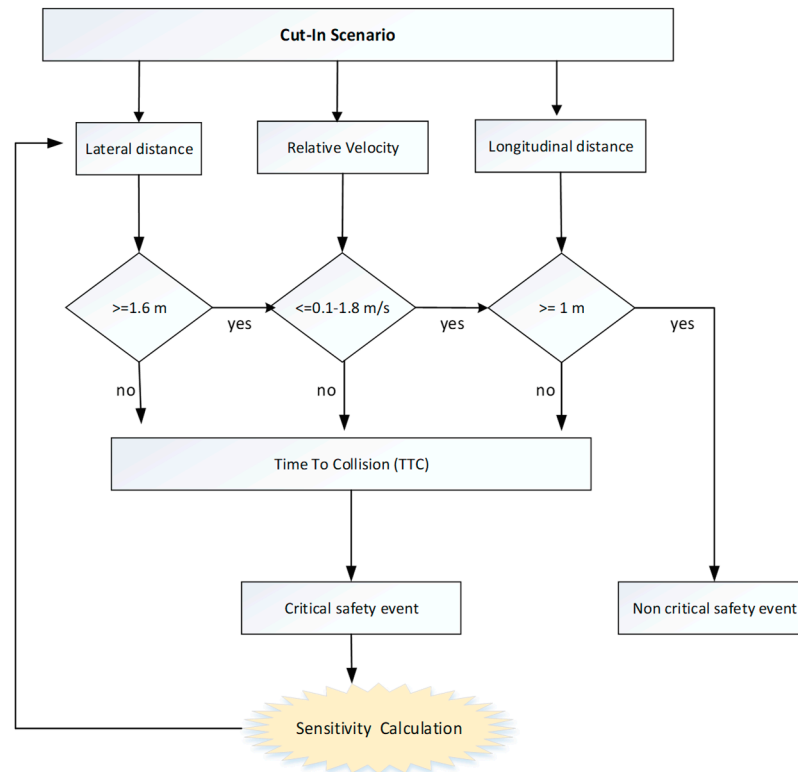 Cut-In Scenario
Lateral distance
Relative Velocity
Longitudinal distance
>=1.6 m
<=0.1-1.8 m/s
>= 1 m
yes
yes
yes
no
no
no
Time To Collision (TTC)
Critical safety event
Non critical safety event
Sensitivity Calculation